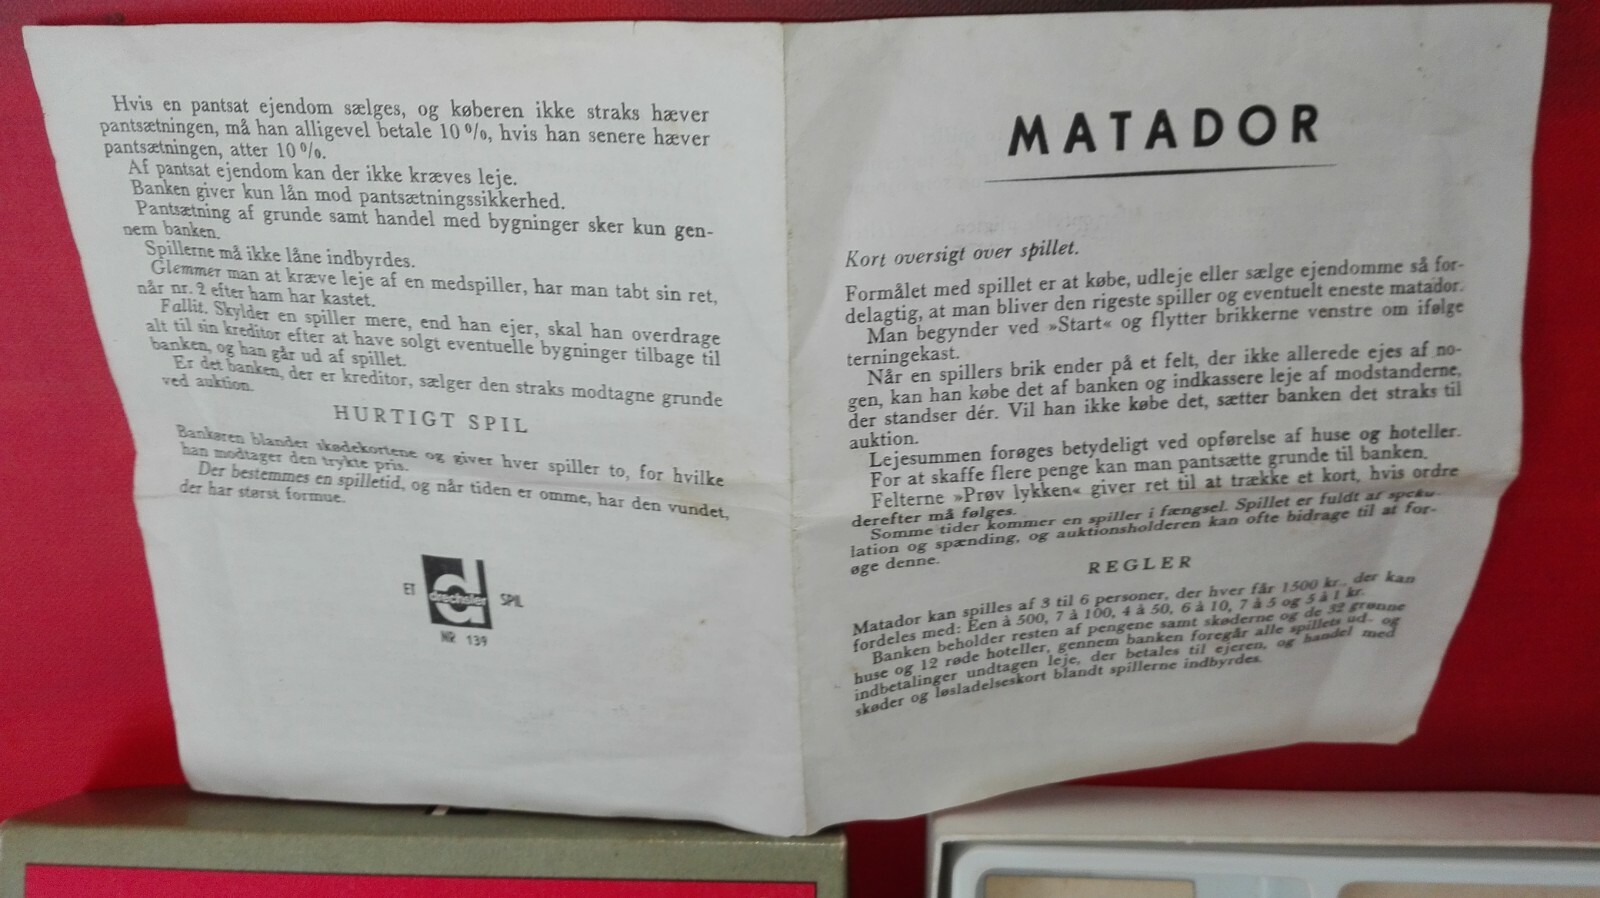 Hvis en pantsat ejendom sælges, og køberen ikke straks hæver
pantsætningen, må han alligevel betale 10 %, hvis han senere hæver
pantsætningen, atter 10 %.
Af pantsat ejendom kan der ikke kræves leje.
Banken giver kun lån mod pantsætningssikkerhed.
Pantsætning af grunde samt handel med bygninger sker kun gen-
nem banken.
Spillerne må ikke låne indbyrdes.
Glemmer man at kræve leje af en medspiller, har man tabt sin ret,
når nr. 2 efter ham har kastet.
Fallit. Skylder en spiller mere, end han ejer, skal han overdrage
alt til sin kreditor efter at have solgt eventuelle bygninger tilbage til
banken, og han går ud af spillet.
Er det banken, der er kreditor, sælger den straks modtagne grunde
ved auktion.
HURTIGT SPIL
Bankøren blander skødekortene og giver hver spiller to, for hvilke
han modtager den trykte pris.
Der bestemmes en spilletid, og når tiden er omme, har den vundet,
der har størst formue.
ET drechsler SPIL
NR 139
MATADOR
Kort oversigt over spillet.
Formålet med spillet er at købe, udleje eller sælge ejendomme så for-
delagtig, at man bliver den rigeste spiller og eventuelt eneste matador.
Man begynder ved »Start« og flytter brikkerne venstre om ifølge
terningekast.
Når en spillers brik ender på et felt, der ikke allerede ejes af no-
gen, kan han købe det af banken og indkassere leje af modstanderne,
der standser dér. Vil han ikke købe det, sætter banken det straks til
auktion.
Lejesummen forøges betydeligt ved opførelse af huse og hoteller.
For at skaffe flere penge kan man pantsætte grunde til banken.
Felterne »Prøv lykken« giver ret til at trække et kort, hvis ordre
derefter må følges.
Somme tider kommer en spiller i fængsel. Spillet er fuldt af speku-
lation og spænding, og auktionsholderen kan ofte bidrage til at for-
øge denne.
REGLER
Matador kan spilles af 3 til 6 personer, der hver får 1500 kr., der kan
fordeles med: Een à 500, 7 à 100, 4 à 50, 6 à 10, 7 à 5 og 5 à 1 kr.
Banken beholder resten af pengene samt skøderne og de 32 grønne
huse og 12 røde hoteller, gennem banken foregår alle spillets ud- og
indbetalinger undtagen leje, der betales til ejeren, og handel med
skøder og løsladelseskort blandt spillerne indbyrdes.